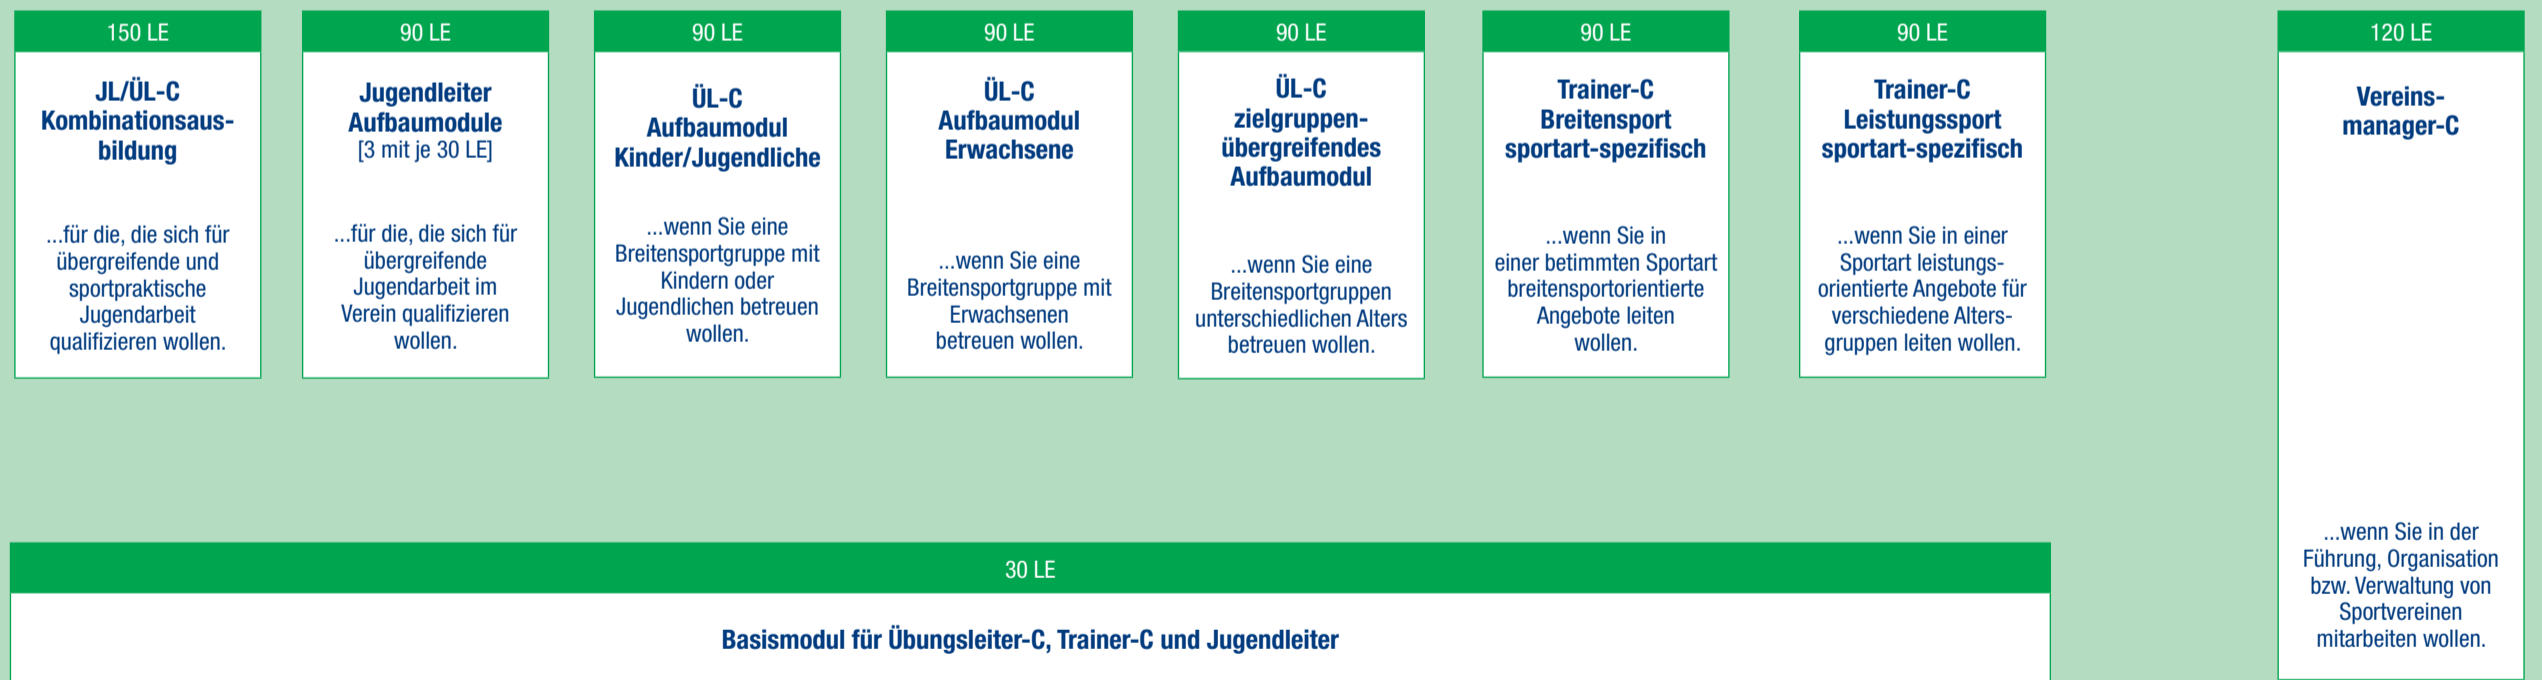 150 LE
JL/ÜL-C
Kombinationsaus-
bildung
...für die, die sich für
übergreifende und
sportpraktische
Jugendarbeit
qualifizieren wollen.
90 LE
Jugendleiter
Aufbaumodule
[3 mit je 30 LE]
...für die, die sich für
übergreifende
Jugendarbeit im
Verein qualifizieren
wollen.
90 LE
ÜL-C
Aufbaumodul
Kinder/Jugendliche
...wenn Sie eine
Breitensportgruppe mit
Kindern oder
Jugendlichen betreuen
wollen.
90 LE
ÜL-C
Aufbaumodul
Erwachsene
...wenn Sie eine
Breitensportgruppe mit
Erwachsenen
betreuen wollen.
90 LE
ÜL-C
zielgruppen-
übergreifendes
Aufbaumodul
...wenn Sie eine
Breitensportgruppen
unterschiedlichen Alters
betreuen wollen.
90 LE
Trainer-C
Breitensport
sportart-spezifisch
...wenn Sie in
einer betimmten Sportart
breitensportorientierte
Angebote leiten
wollen.
90 LE
Trainer-C
Leistungssport
sportart-spezifisch
...wenn Sie in einer
Sportart leistungs-
orientierte Angebote für
verschiedene Alters-
gruppen leiten wollen.
120 LE
Vereins-
manager-C
...wenn Sie in der
Führung, Organisation
bzw. Verwaltung von
Sportvereinen
mitarbeiten wollen.
30 LE
Basismodul für Übungsleiter-C, Trainer-C und Jugendleiter